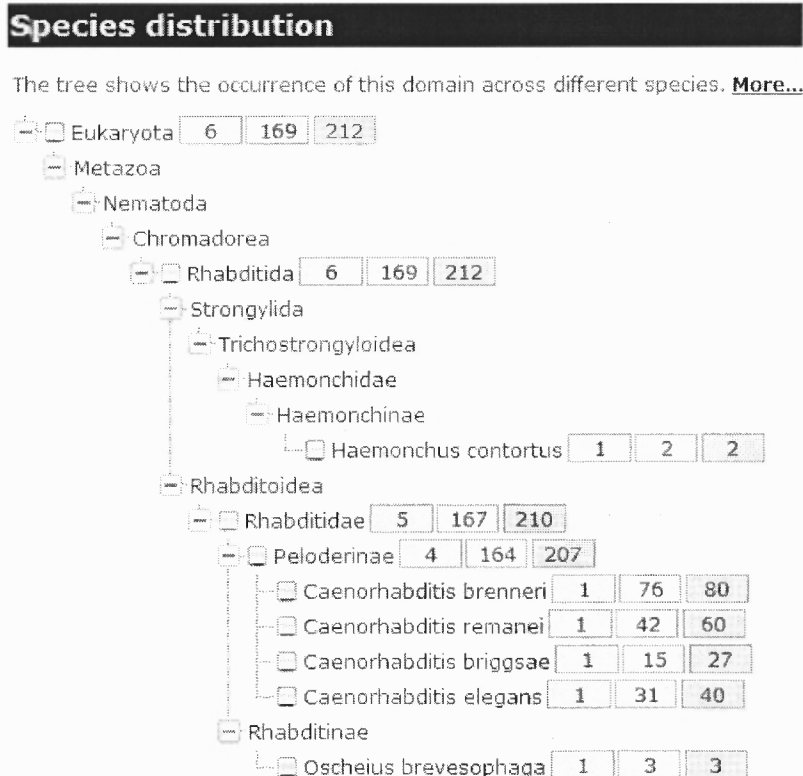 Species distribution
The tree shows the occurrence of this domain across different species. More...
Eukaryota 6 169 212
Metazoa
Nematoda
Chromadorea
Rhabditida 6 169 212
Strongylida
Trichostrongyloidea
Haemonchidae
Haemonchinae
Haemonchus contortus 1 2 2
Rhabditoidea
Rhabditidae 5 167 210
Peloderinae 4 164 207
Caenorhabditis brenneri 1 76 80
Caenorhabditis remanei 1 42 60
Caenorhabditis briggsae 1 15 27
Caenorhabditis elegans 1 31 40
Rhabditinae
Oscheius brevesophaga 1 3 3